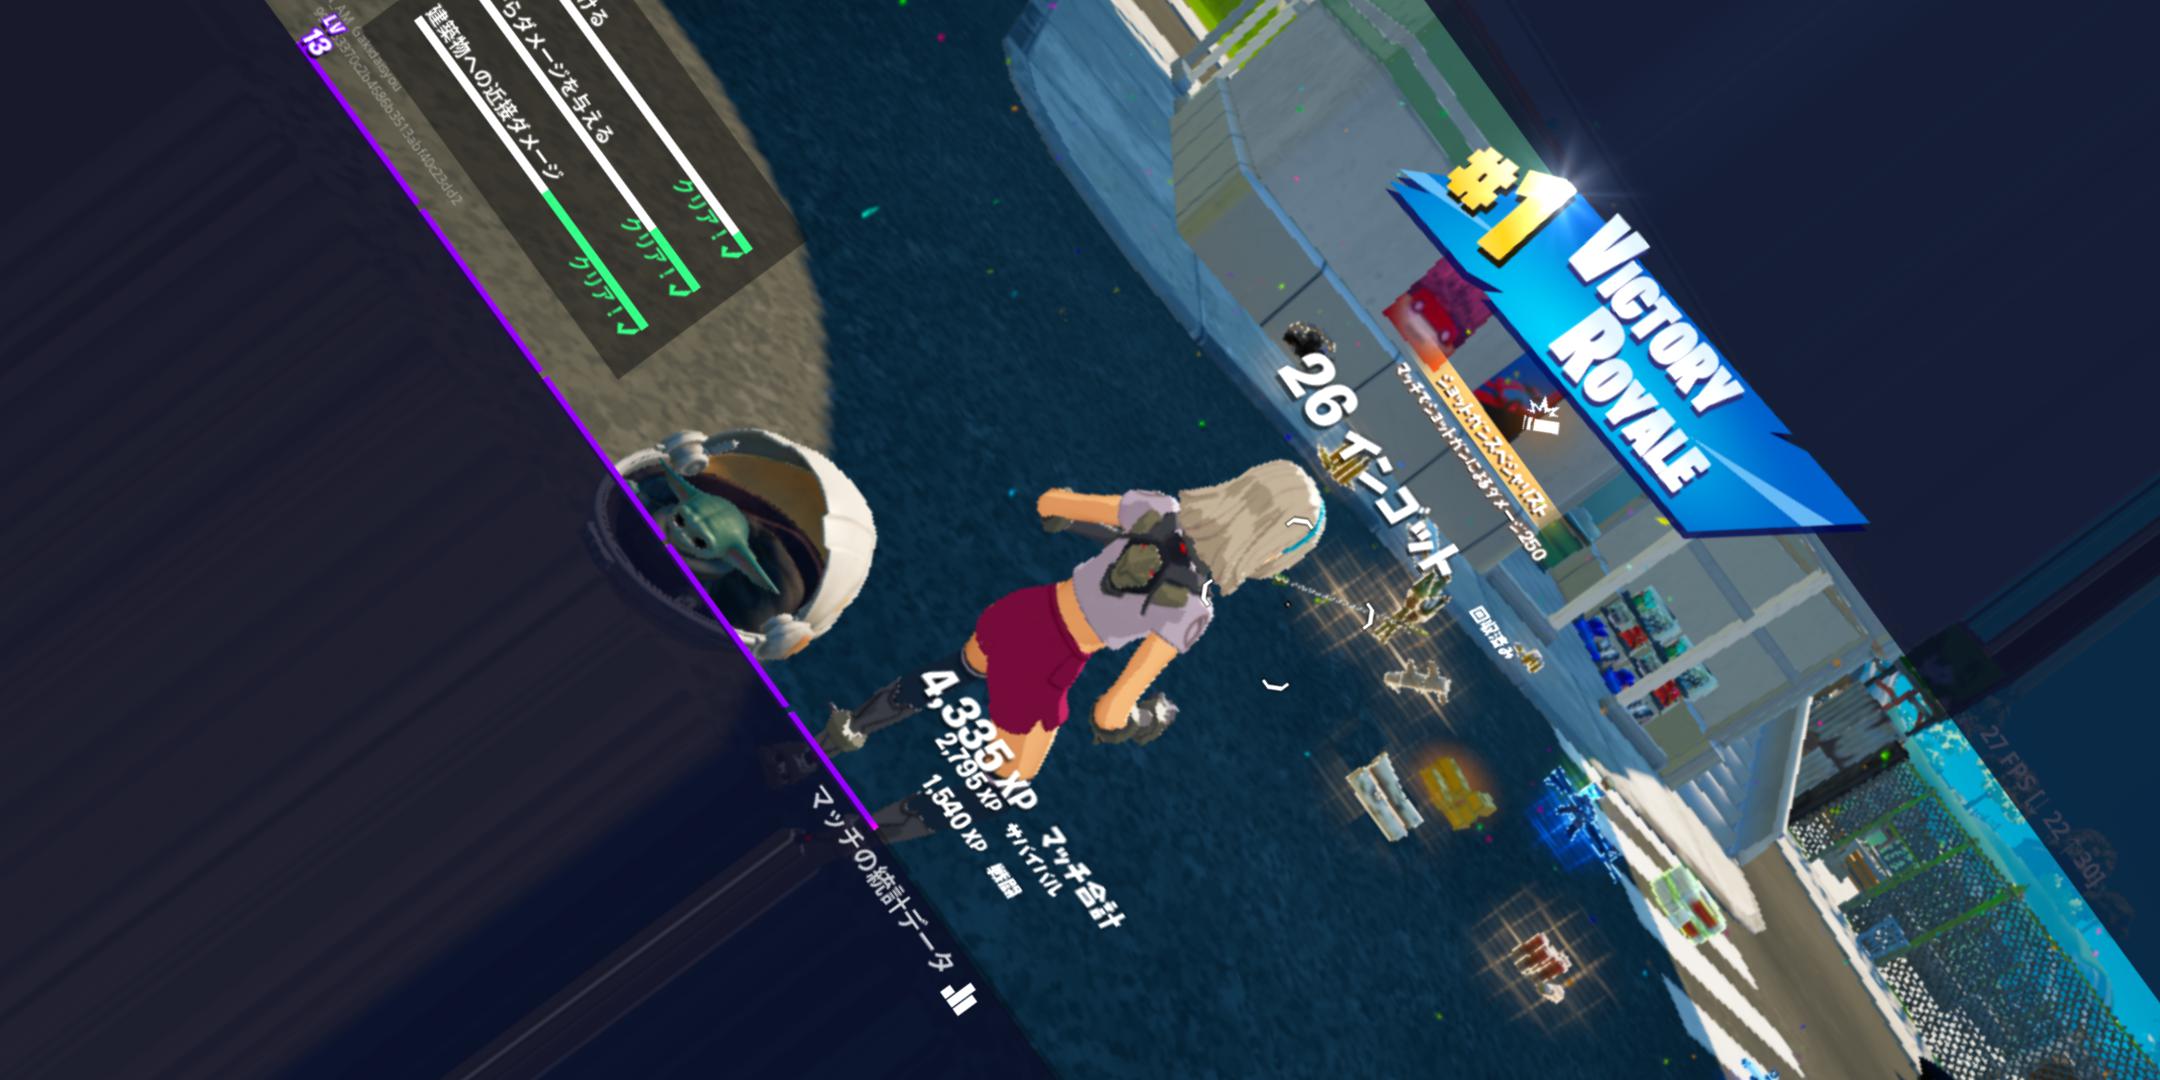 #1
VICTORY
ROYALE
ショットガンスペシャリスト
マッチでショットガンによるダメージ250
26 インゴット
回収済み
ける
クリア!
らダメージを与える
クリア!
建築物への近接ダメージ
クリア!
LV
13
4,335 XP マッチ合計
2,795 XP サバイバル
1,540 XP 戦闘
マッチの統計データ